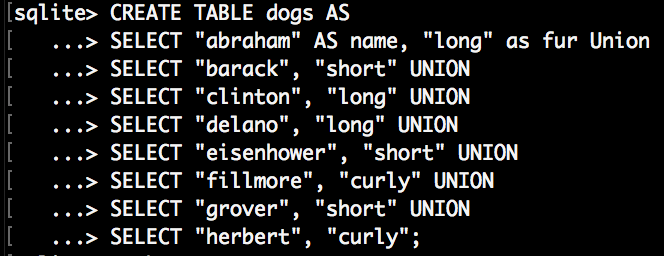 [sqlite> CREATE TABLE dogs AS
[   ...> SELECT "abraham" AS name, "long" as fur Union
[   ...> SELECT "barack", "short" UNION
[   ...> SELECT "clinton", "long" UNION
[   ...> SELECT "delano", "long" UNION
[   ...> SELECT "eisenhower", "short" UNION
[   ...> SELECT "fillmore", "curly" UNION
[   ...> SELECT "grover", "short" UNION
[   ...> SELECT "herbert", "curly";